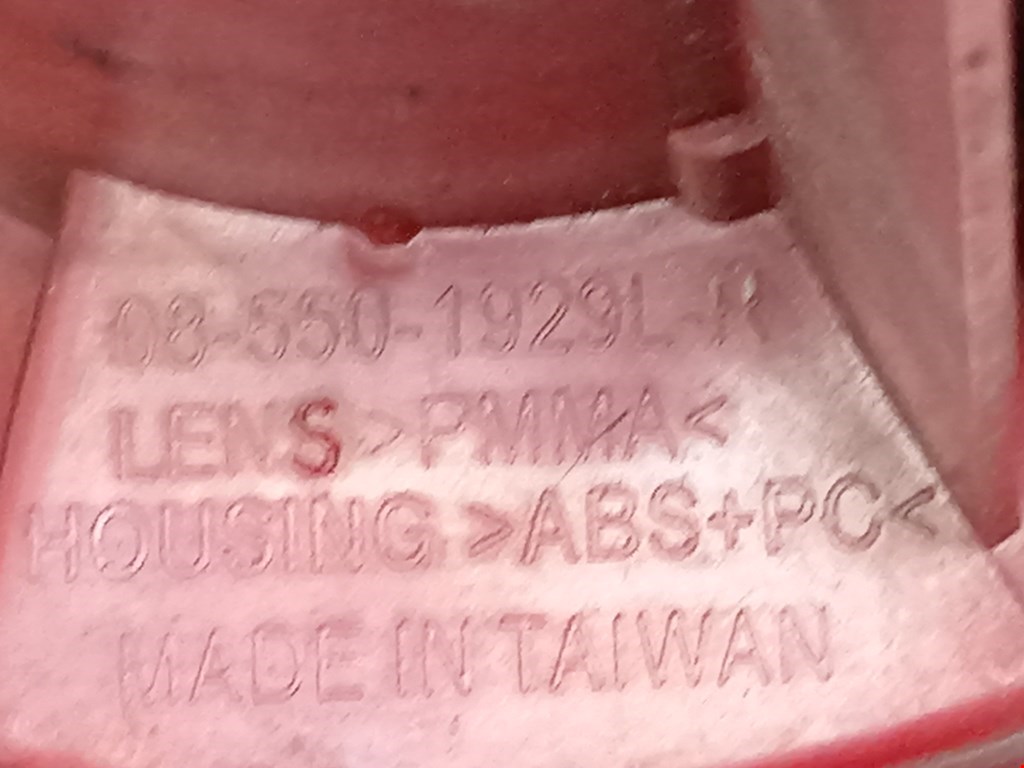 08-550-1929L-R
LENS>PMMA<
HOUSING>ABS+PC<
MADE IN TAIWAN